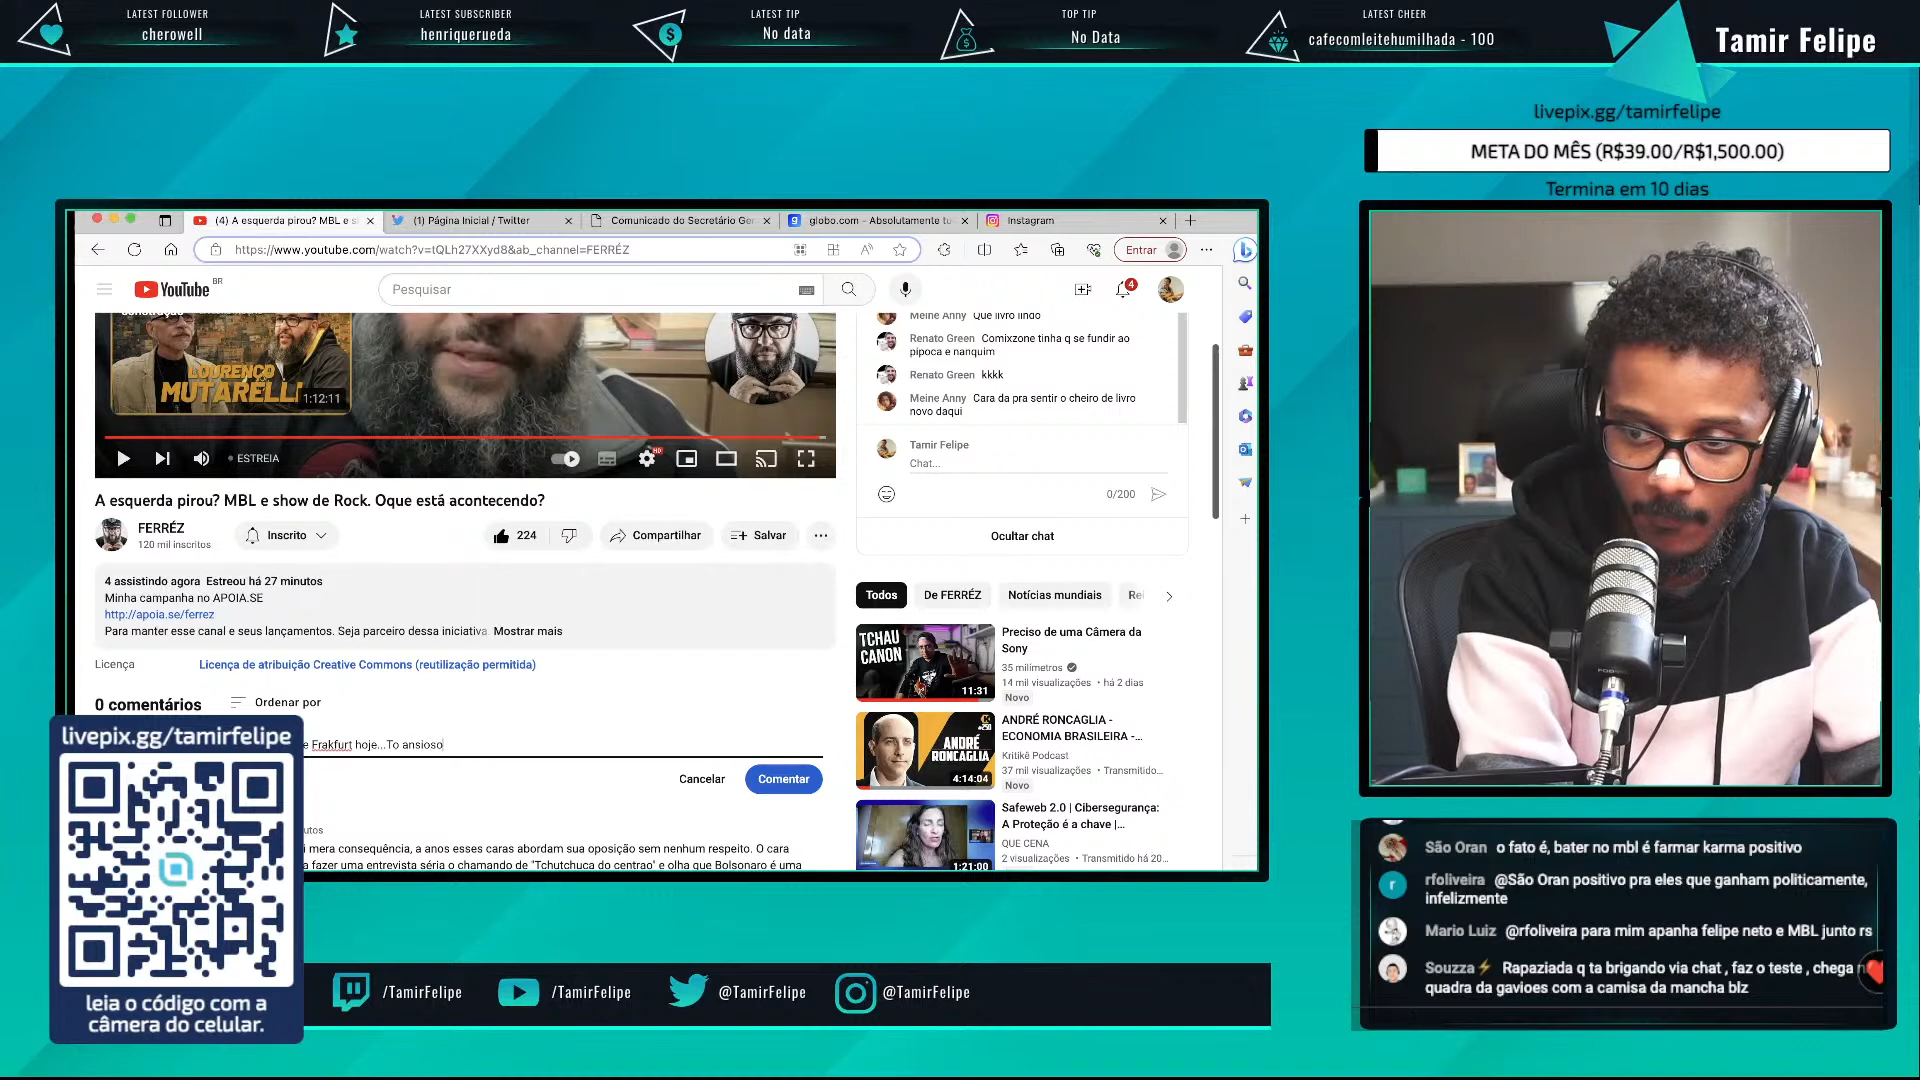 LATEST FOLLOWER
cherowell
LATEST SUBSCRIBER
henriquerueda
LATEST TIP
No data
TOP TIP
No Data
LATEST CHEER
cafecomleitehumilhada - 100
Tamir Felipe
livepix.gg/tamirfelipe
META DO MÊS (R$39.00/R$1,500.00)
Termina em 10 dias
(4) A esquerda pirou? MBL e s
(1) Página Inicial / Twitter
Comunicado do Secretário Ger
globo.com - Absolutamente tu
Instagram
https://www.youtube.com/watch?v=tQLh27XXyd8&ab_channel=FERRÉZ
Entrar
YouTube BR
Pesquisar
4
LOURENÇO
MUTARELLI
1:12:11
ESTREIA
HD
Meine Anny Que livro lindo
Renato Green Comixzone tinha q se fundir ao
pipoca e nanquim
Renato Green kkkk
Meine Anny Cara da pra sentir o cheiro de livro
novo daqui
Tamir Felipe
Chat...
0/200
Ocultar chat
A esquerda pirou? MBL e show de Rock. Oque está acontecendo?
FERRÉZ
120 mil inscritos
Inscrito
224
Compartilhar
Salvar
4 assistindo agora Estreou há 27 minutos
Minha campanha no APOIA.SE
http://apoia.se/ferrez
Para manter esse canal e seus lançamentos. Seja parceiro dessa iniciativa. Mostrar mais
Licença
Licença de atribuição Creative Commons (reutilização permitida)
0 comentários
Ordenar por
e Frakfurt hoje...To ansioso
Cancelar
Comentar
utos
i mera consequência, a anos esses caras abordam sua oposição sem nenhum respeito. O cara
a fazer uma entrevista séria o chamando de "Tchutchuca do centrao" e olha que Bolsonaro é uma
Todos
De FERRÉZ
Notícias mundiais
Rei
TCHAU
CANON
11:31
Preciso de uma Câmera da
Sony
35 milímetros
14 mil visualizações • há 2 dias
Novo
ANDRÉ
RONCAGLIA
4:14:04
ANDRÉ RONCAGLIA -
ECONOMIA BRASILEIRA -...
Kritikê Podcast
37 mil visualizações • Transmitido...
Novo
1:21:00
Safeweb 2.0 | Cibersegurança:
A Proteção é a chave |...
QUE CENA
2 visualizações • Transmitido há 20...
livepix.gg/tamirfelipe
leia o código com a
câmera do celular.
/TamirFelipe
/TamirFelipe
@TamirFelipe
@TamirFelipe
São Oran o fato é, bater no mbl é farmar karma positivo
rfoliveira @São Oran positivo pra eles que ganham politicamente,
infelizmente
Mario Luiz @rfoliveira para mim apanha felipe neto e MBL junto rs
Souzza⚡ Rapaziada q ta brigando via chat , faz o teste , chega n
quadra da gavioes com a camisa da mancha blz